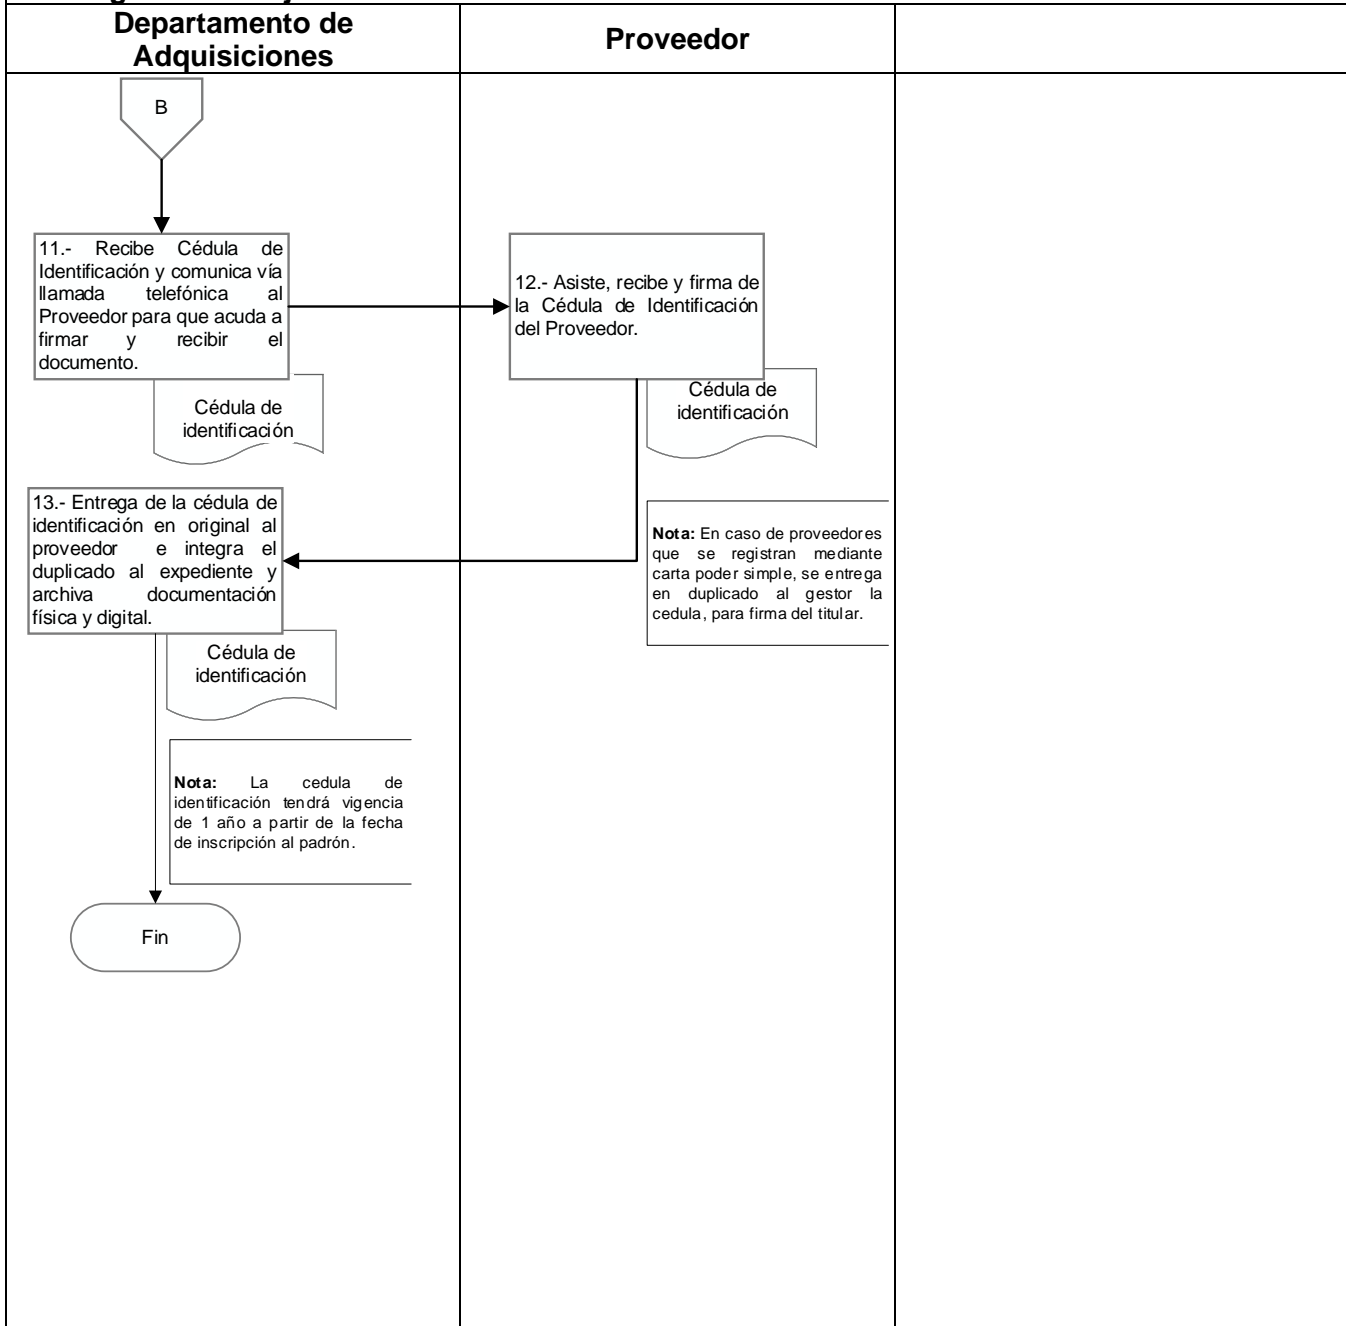 Departamento de
Adquisiciones
Proveedor
B
11.- Recibe Cédula de
Identificación y comunica vía
llamada telefónica al
Proveedor para que acuda a
firmar y recibir el
documento.
Cédula de
identificación
12.- Asiste, recibe y firma de
la Cédula de Identificación
del Proveedor.
Cédula de
identificación
Nota: En caso de proveedores
que se registran mediante
carta poder simple, se entrega
en duplicado al gestor la
cedula, para firma del titular.
13.- Entrega de la cédula de
identificación en original al
proveedor e integra el
duplicado al expediente y
archiva documentación
física y digital.
Cédula de
identificación
Nota: La cedula de
identificación tendrá vigencia
de 1 año a partir de la fecha
de inscripción al padrón.
Fin